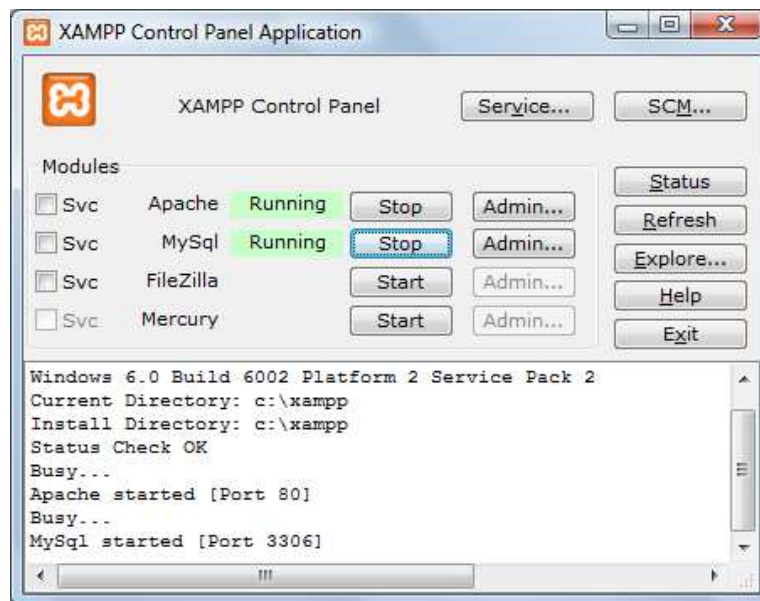 XAMPP Control Panel Application
XAMPP Control Panel Service... SCM...
Modules
Svc Apache Running Stop Admin...
Svc MySql Running Stop Admin...
Svc FileZilla Start Admin...
Svc Mercury Start Admin...
Status
Refresh
Explore...
Help
Exit
Windows 6.0 Build 6002 Platform 2 Service Pack 2
Current Directory: c:\xampp
Install Directory: c:\xampp
Status Check OK
Busy...
Apache started [Port 80]
Busy...
MySql started [Port 3306]